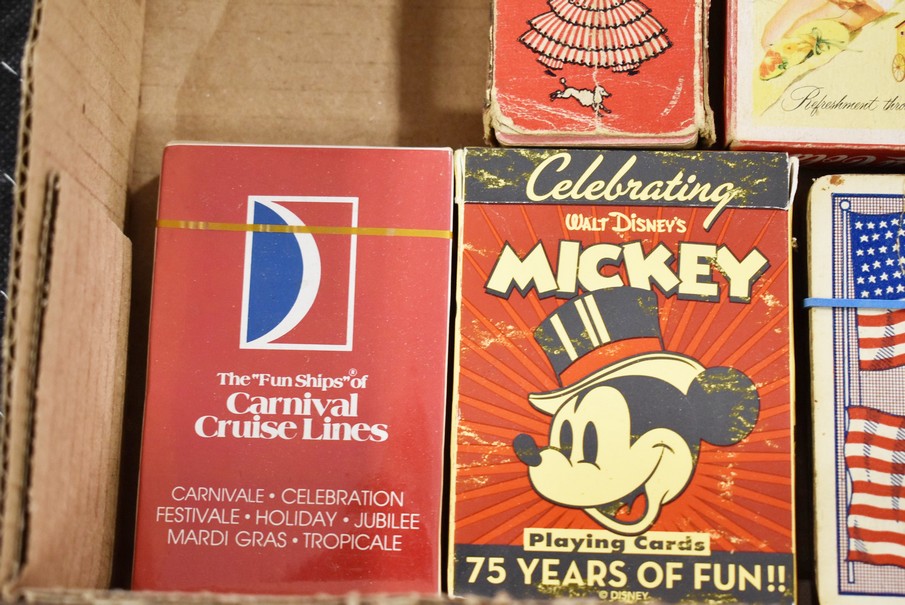 Refreshment thro
The "Fun Ships"® of
Carnival
Cruise Lines
CARNIVALE • CELEBRATION
FESTIVALE • HOLIDAY • JUBILEE
MARDI GRAS • TROPICALE
Celebrating
WALT DISNEY'S
MICKEY
Playing Cards
75 YEARS OF FUN!!
© DISNEY